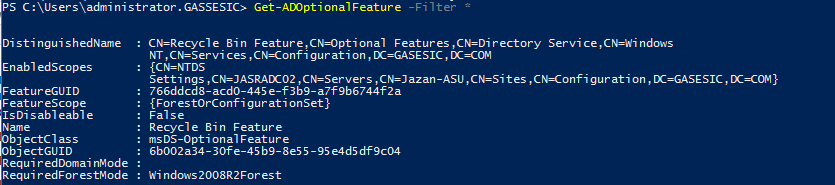 PS C:\Users\administrator.GASSESIC> Get-ADOptionalFeature -Filter *
DistinguishedName : CN=Recycle Bin Feature,CN=Optional Features,CN=Directory Service,CN=Windows
NT,CN=Services,CN=Configuration,DC=GASESIC,DC=COM
EnabledScopes : {CN=NTDS
Settings,CN=JASRADC02,CN=Servers,CN=Jazan-ASU,CN=Sites,CN=Configuration,DC=GASESIC,DC=COM}
FeatureGUID : 766ddcd8-acd0-445e-f3b9-a7f9b6744f2a
FeatureScope : {ForestOrConfigurationSet}
IsDisableable : False
Name : Recycle Bin Feature
ObjectClass : msDS-OptionalFeature
ObjectGUID : 6b002a34-30fe-45b9-8e55-95e4d5df9c04
RequiredDomainMode :
RequiredForestMode : Windows2008R2Forest